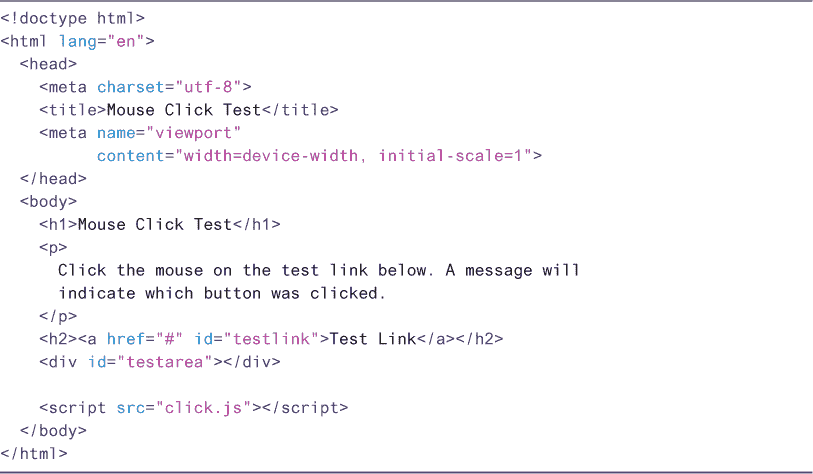 <!doctype html>
<html lang="en">
  <head>
    <meta charset="utf-8">
    <title>Mouse Click Test</title>
    <meta name="viewport"
          content="width=device-width, initial-scale=1">
  </head>
  <body>
    <h1>Mouse Click Test</h1>
    <p>
      Click the mouse on the test link below. A message will
      indicate which button was clicked.
    </p>
    <h2><a href="#" id="testlink">Test Link</a></h2>
    <div id="testarea"></div>

    <script src="click.js"></script>
  </body>
</html>